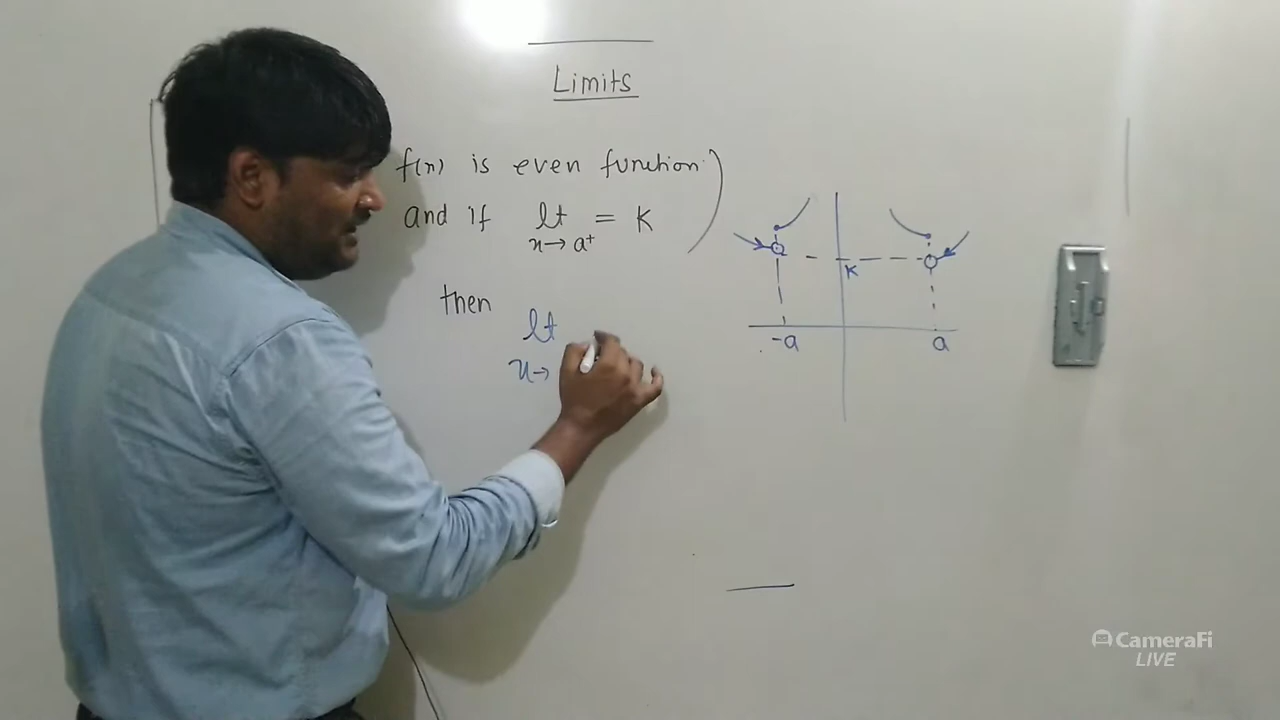 Limits
f(x) is even function
and if lt = K
x→ a⁺
then
lt
x→
K
-a
a
CameraFi
LIVE